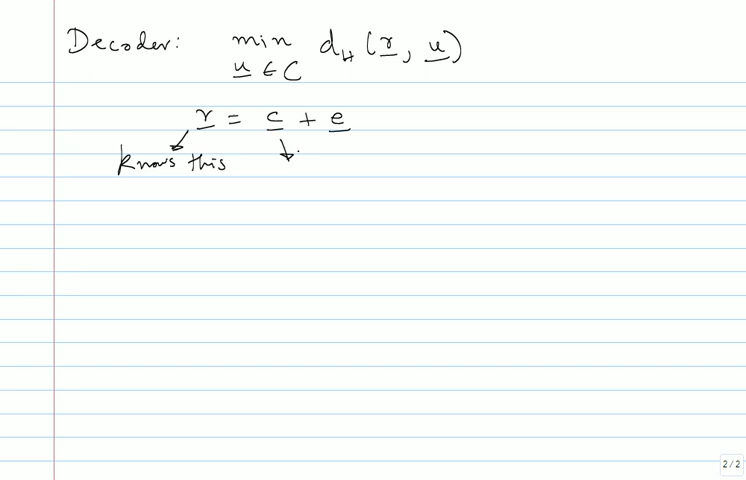 Decoder: min d_H (r, u)
u ∈ C
r = c + e
knows this
2/2